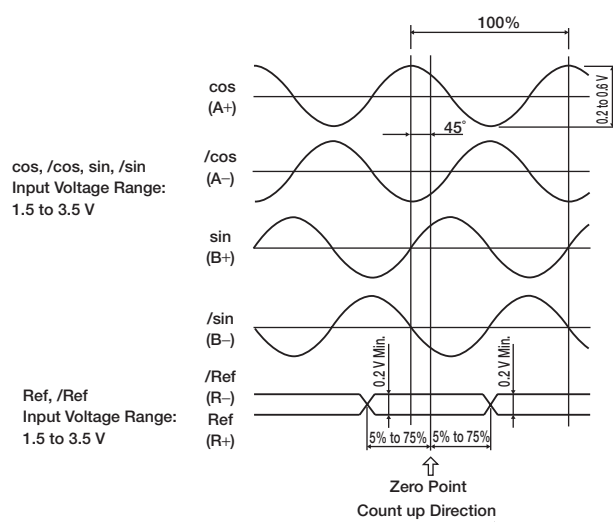 100%
cos
(A+)
0.2 to 0.6 V
45°
/cos
(A−)
cos, /cos, sin, /sin
Input Voltage Range:
1.5 to 3.5 V
sin
(B+)
/sin
(B−)
0.2 V Min.
0.2 V Min.
/Ref
(R−)
Ref
(R+)
Ref, /Ref
Input Voltage Range:
1.5 to 3.5 V
5% to 75%
5% to 75%
Zero Point
Count up Direction